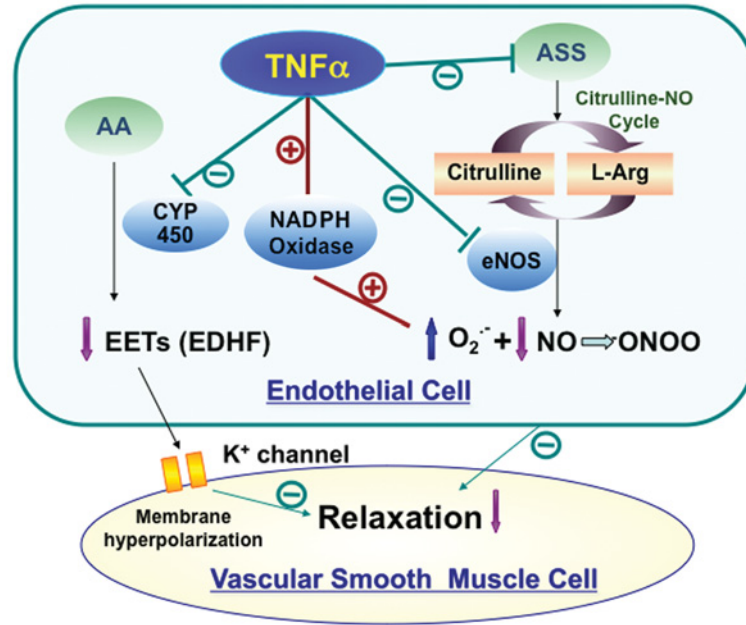 TNFα
ASS
AA
Citrulline-NO
Cycle
Citrulline
L-Arg
CYP
450
NADPH
Oxidase
eNOS
EETs (EDHF)
O₂·⁻ + NO ⇒ -ONOO
Endothelial Cell
K⁺ channel
Membrane
hyperpolarization
Relaxation
Vascular Smooth Muscle Cell